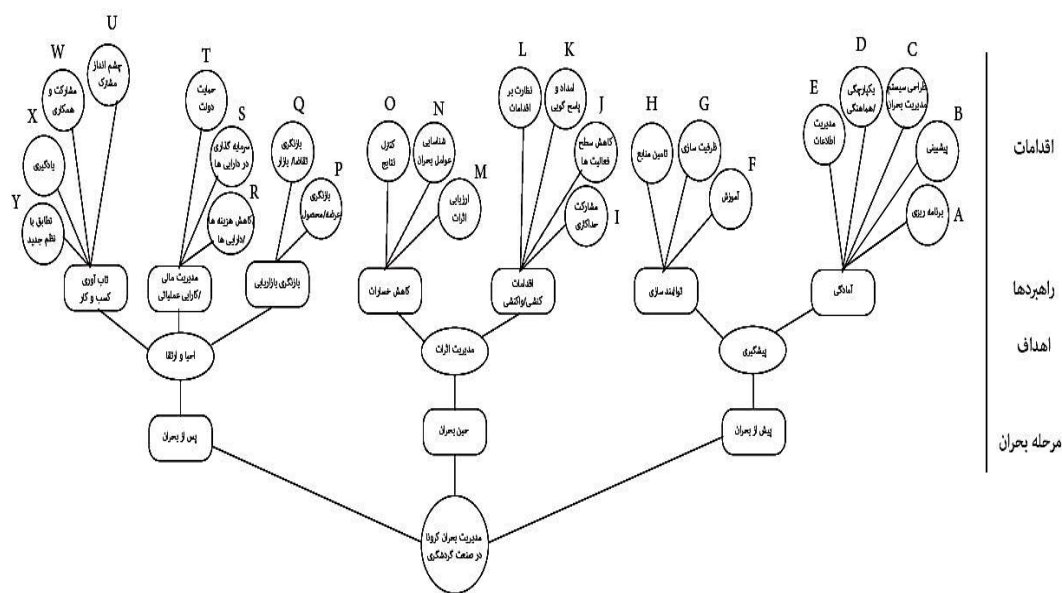 U
W
T
K
L
D
C
چشم انداز
مشترک
X
مشارکت و
همکاری
حمایت
دولت
Q
S
O
N
نظارت بر
اقدامات
امداد و
پاسخ گویی
J
H
G
E
یکپارچگی
/هماهنگی
طراحی سیستم
مدیریت بحران
B
اقدامات
یادگیری
سرمایه گذاری
در دارایی ها
بازنگری
تقاضا/ بازار
کنترل
نتایج
شناسایی
عوامل بحران
کاهش سطح
فعالیت ها
تامین منابع
ظرفیت سازی
مدیریت
اطلاعات
پیشبینی
Y
R
P
M
I
F
A
تطابق با
نظم جدید
کاهش هزینه ها
/دارایی ها
بازنگری
عرضه/محصول
ارزیابی
اثرات
مشارکت
حداکثری
آموزش
برنامه ریزی
تاب آوری
کسب و کار
مدیریت مالی
/کارایی عملیاتی
بازنگری بازاریابی
کاهش خسارات
اقدامات
کنشی/واکنشی
توانمند سازی
آمادگی
راهبردها
احیا و ارتقا
مدیریت اثرات
پیشگیری
اهداف
پس از بحران
حین بحران
پیش از بحران
مرحله بحران
مدیریت بحران کرونا
در صنعت گردشگری